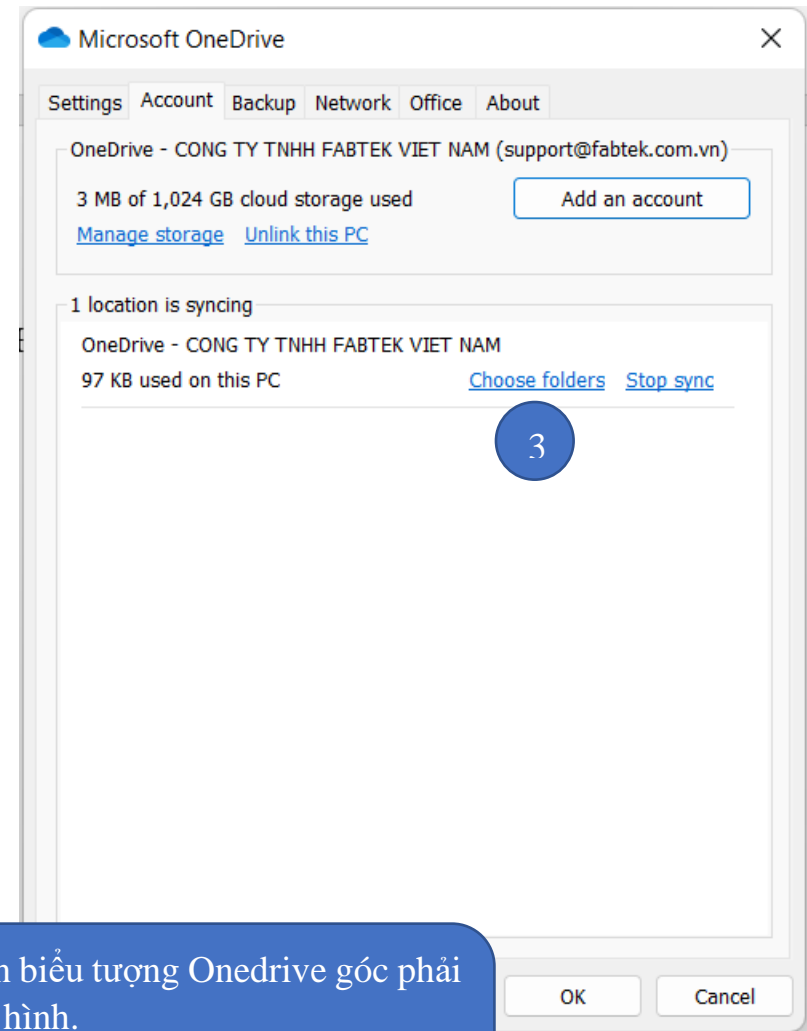 Microsoft OneDrive
Settings Account Backup Network Office About
OneDrive - CONG TY TNHH FABTEK VIET NAM (support@fabtek.com.vn)
3 MB of 1,024 GB cloud storage used Add an account
Manage storage Unlink this PC
1 location is syncing
OneDrive - CONG TY TNHH FABTEK VIET NAM
97 KB used on this PC Choose folders Stop sync
3
biểu tượng Onedrive góc phải
hình.
OK Cancel